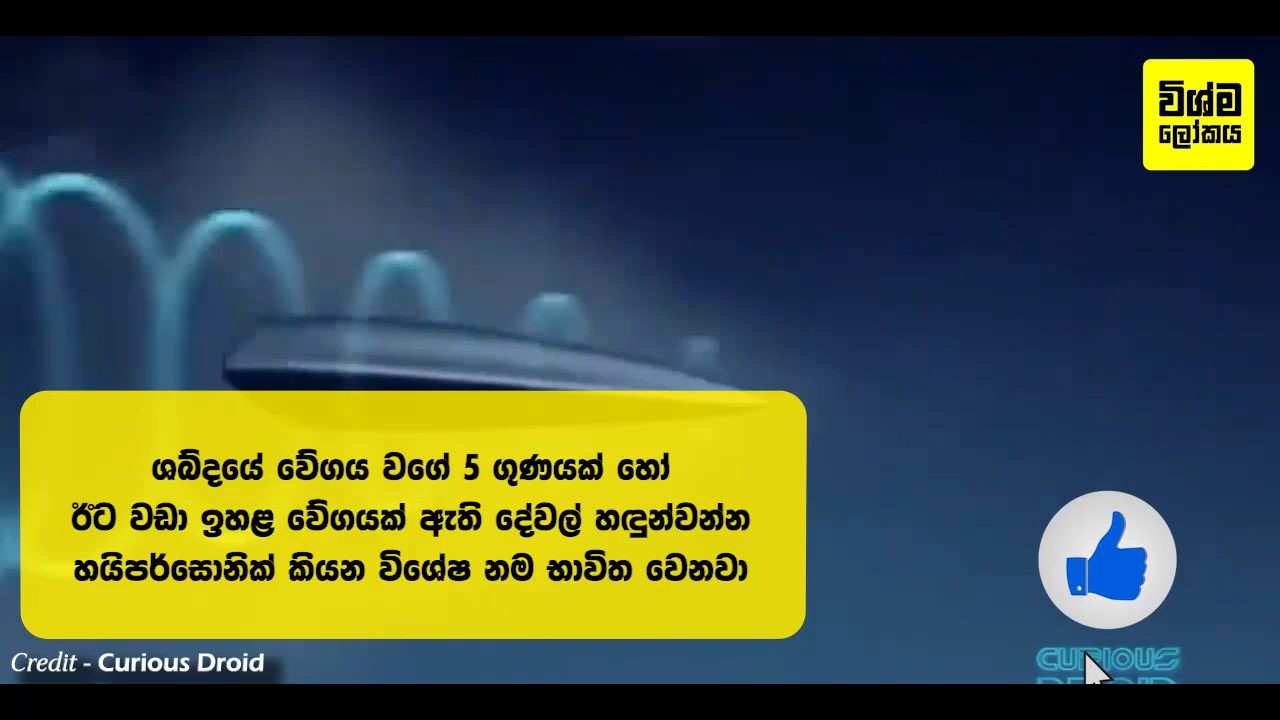 විශ්ම
ලෝකය
ශබ්දයේ වේගය වගේ 5 ගුණයක් හෝ
ඊට වඩා ඉහළ වේගයක් ඇති දේවල් හඳුන්වන්න
හයිපර්සොනික් කියන විශේෂ නම භාවිත වෙනවා
Credit - Curious Droid
CURIOUS
DROID